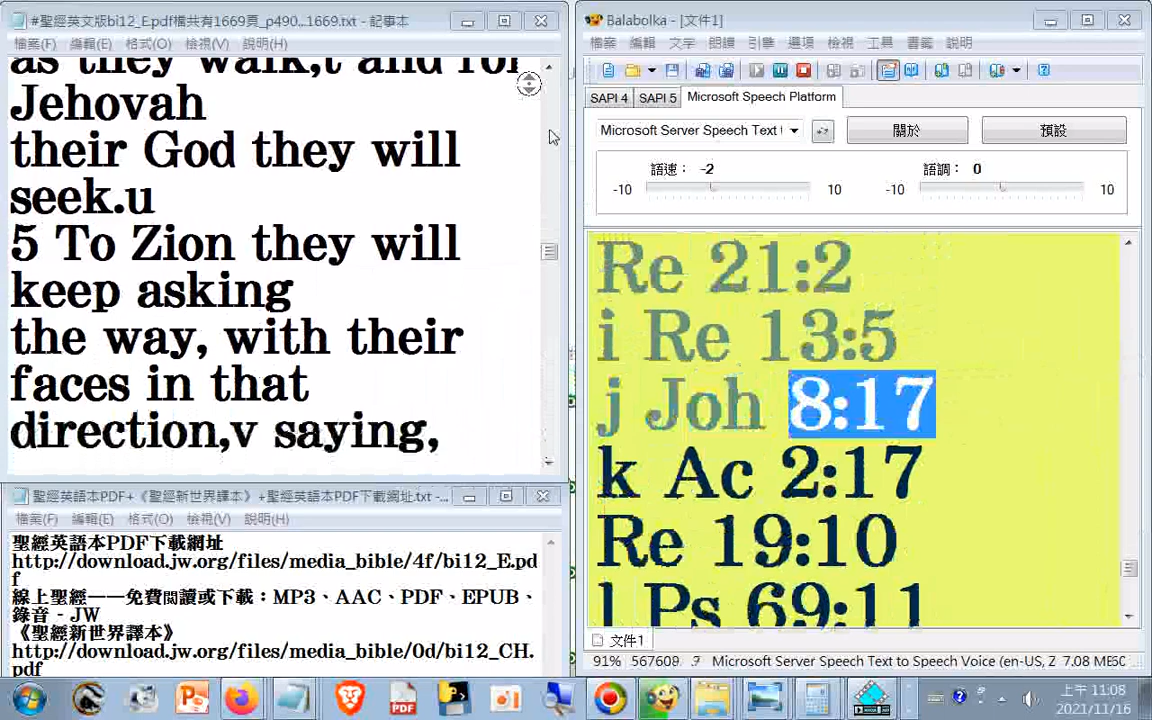 #聖經英文版bi12_E.pdf檔共有1669頁_p490,...1669.txt - 記事本
檔案(F) 編輯(E) 格式(O) 檢視(V) 說明(H)
as they walk,t and for
Jehovah
their God they will
seek.u
5 To Zion they will
keep asking
the way, with their
faces in that
direction,v saying,
聖經英語本PDF+《聖經新世界譯本》+聖經英語本PDF下載網址.txt - ...
檔案(F) 編輯(E) 格式(O) 檢視(V) 說明(H)
聖經英語本PDF下載網址
http://download.jw.org/files/media_bible/4f/bi12_E.pd
f
線上聖經——免費閱讀或下載：MP3、AAC、PDF、EPUB、
錄音 - JW
《聖經新世界譯本》
http://download.jw.org/files/media_bible/0d/bi12_CH.
pdf
Balabolka - [文件1]
檔案 編輯 文字 朗讀 引擎 選項 檢視 工具 書籤 說明
SAPI 4 SAPI 5 Microsoft Speech Platform
Microsoft Server Speech Text 關於 預設
語速： -2 語調： 0
-10 10 -10 10
Re 21:2
i Re 13:5
j Joh 8:17
k Ac 2:17
Re 19:10
l Ps 69:11
文件1
91% 567609 Microsoft Server Speech Text to Speech Voice (en-US, Z 7.08 ME
上午 11:08
2021/11/16